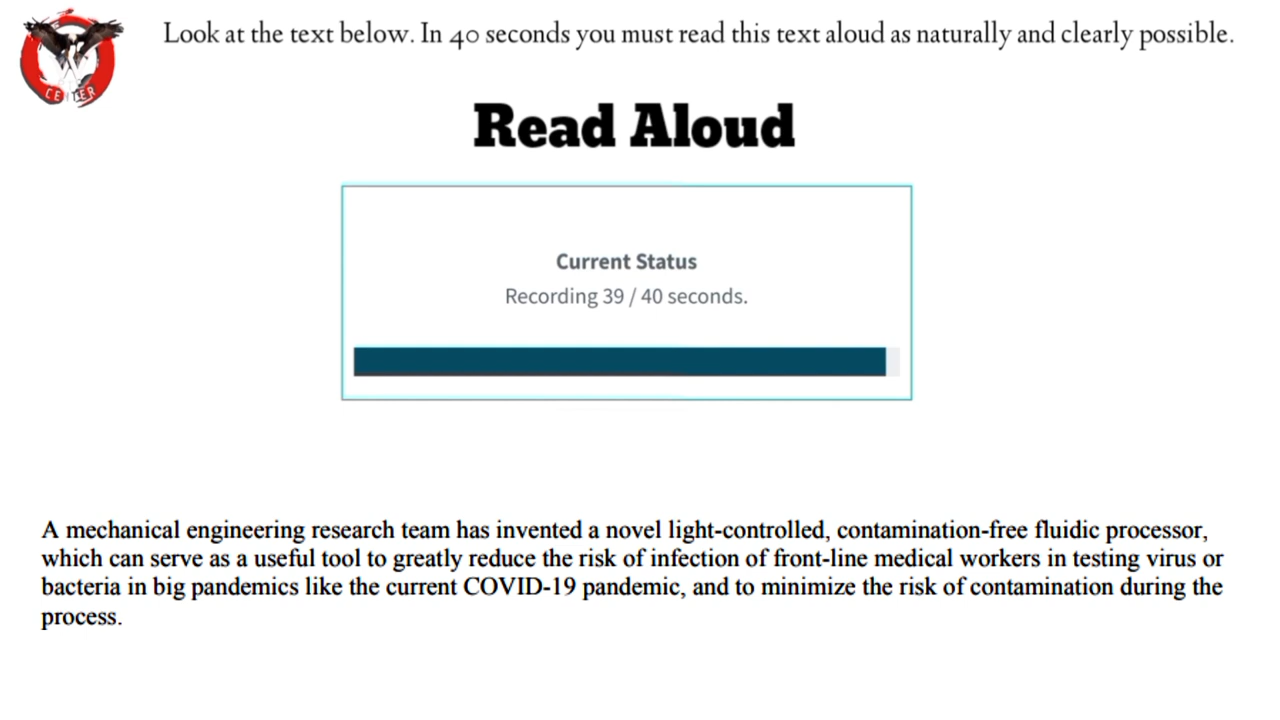 CENTER
Look at the text below. In 40 seconds you must read this text aloud as naturally and clearly possible.
Read Aloud
Current Status
Recording 39 / 40 seconds.
A mechanical engineering research team has invented a novel light-controlled, contamination-free fluidic processor,
which can serve as a useful tool to greatly reduce the risk of infection of front-line medical workers in testing virus or
bacteria in big pandemics like the current COVID-19 pandemic, and to minimize the risk of contamination during the
process.